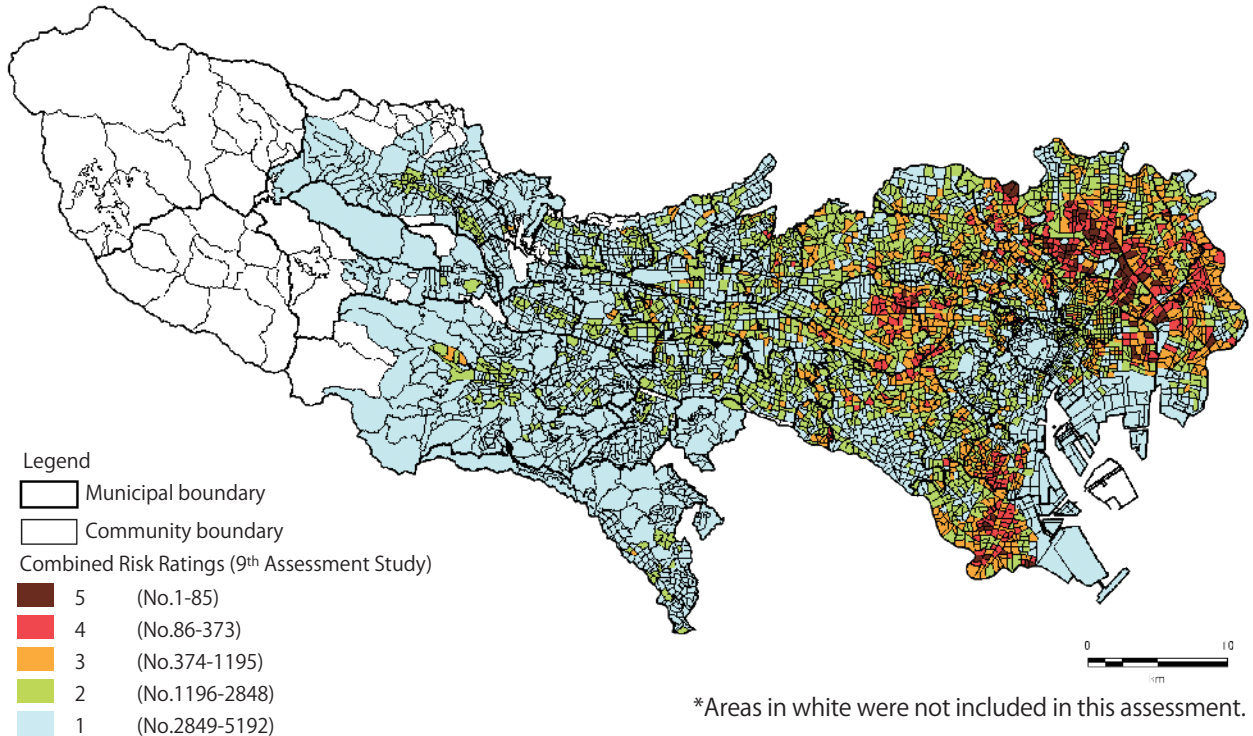 Legend
Municipal boundary
Community boundary
Combined Risk Ratings (9th Assessment Study)
5 (No.1-85)
4 (No.86-373)
3 (No.374-1195)
2 (No.1196-2848)
1 (No.2849-5192)
0 10
km
*Areas in white were not included in this assessment.